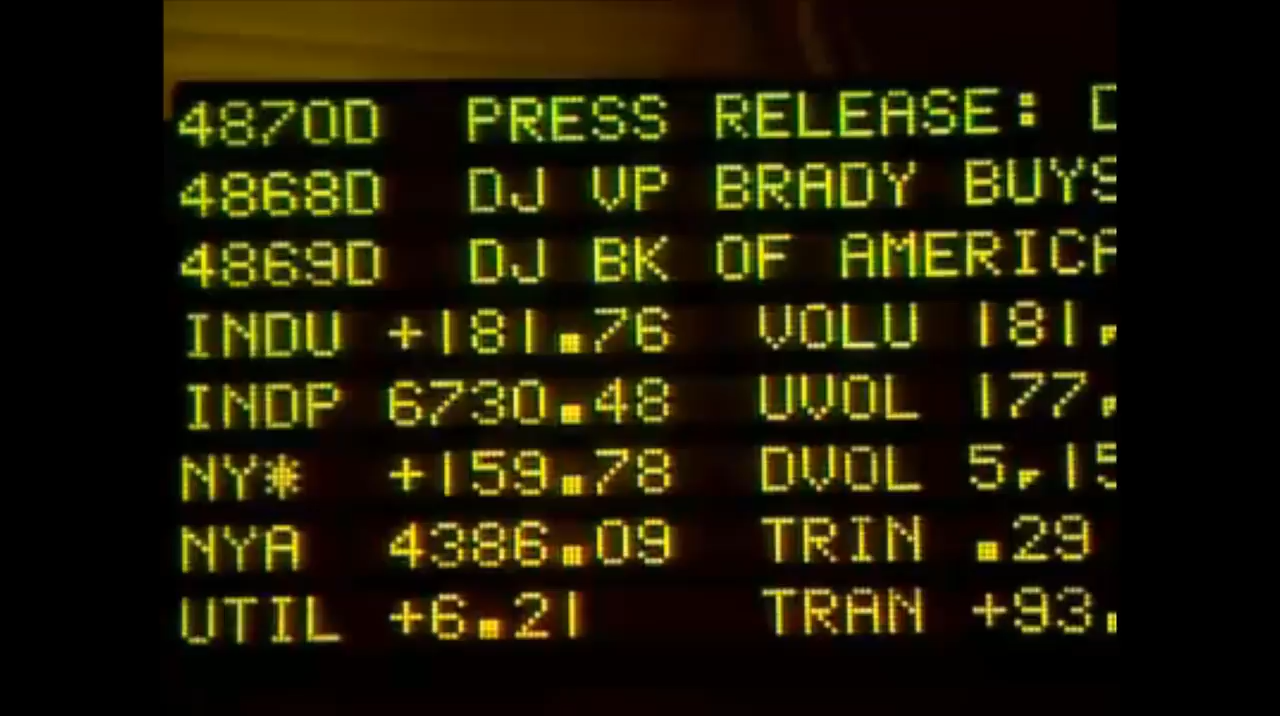 4870D PRESS RELEASE:
4868D DJ VP BRADY BUYS
4869D DJ BK OF AMERICA
INDU +181.76 VOLU 181,
INDP 6730.48 UVOL 177,
NY* +159.78 DVOL 5,15
NYA 4386.09 TRIN .29
UTIL +6.21 TRAN +93.